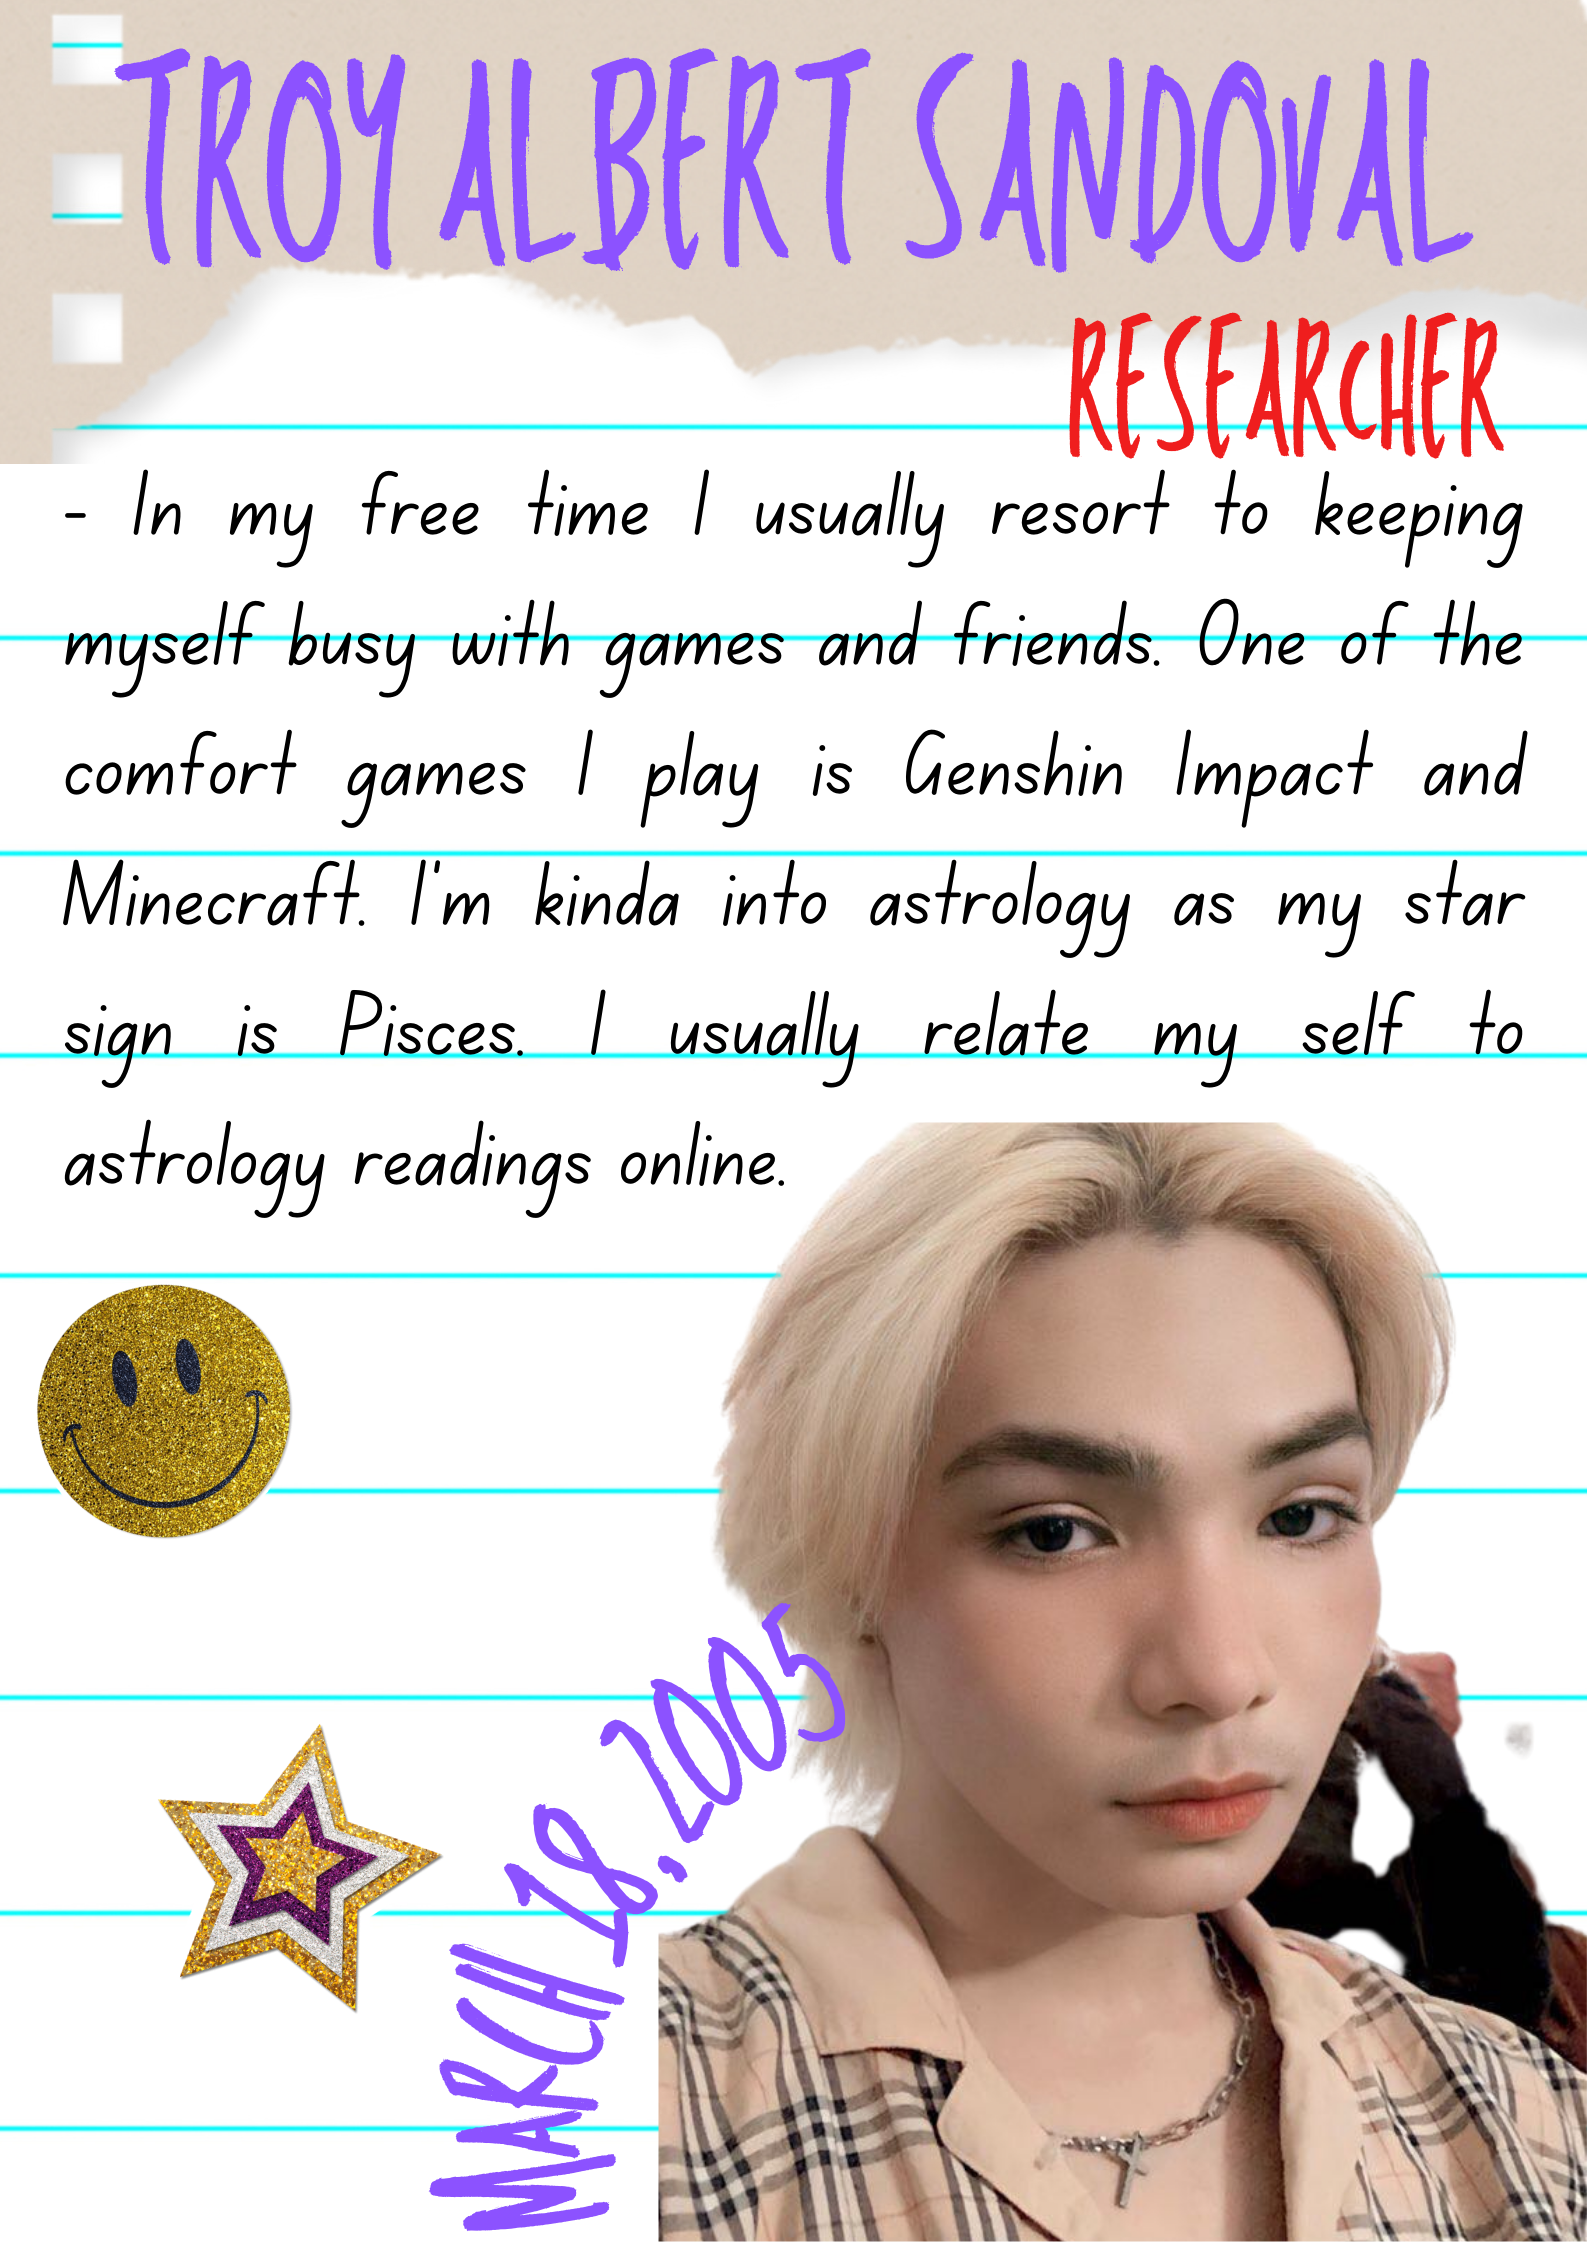 TROY ALBERT SANDOVAL
RESEARCHER
- In my free time I usually resort to keeping
myself busy with games and friends. One of the
comfort games I play is Genshin Impact and
Minecraft. I'm kinda into astrology as my star
sign is Pisces. I usually relate my self to
astrology readings online.
MARCH 18, 2005